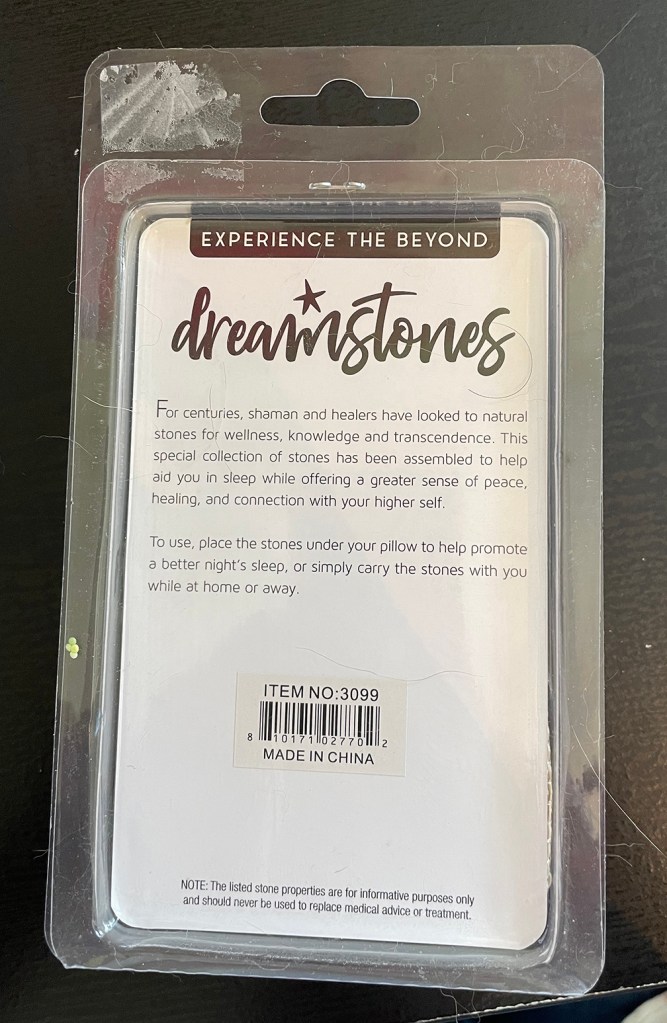 EXPERIENCE THE BEYOND
dreamstones
For centuries, shaman and healers have looked to natural
stones for wellness, knowledge and transcendence. This
special collection of stones has been assembled to help
aid you in sleep while offering a greater sense of peace,
healing, and connection with your higher self.
To use, place the stones under your pillow to help promote
a better night's sleep, or simply carry the stones with you
while at home or away.
ITEM NO:3099
8 10171 02770 2
MADE IN CHINA
NOTE: The listed stone properties are for informative purposes only
and should never be used to replace medical advice or treatment.